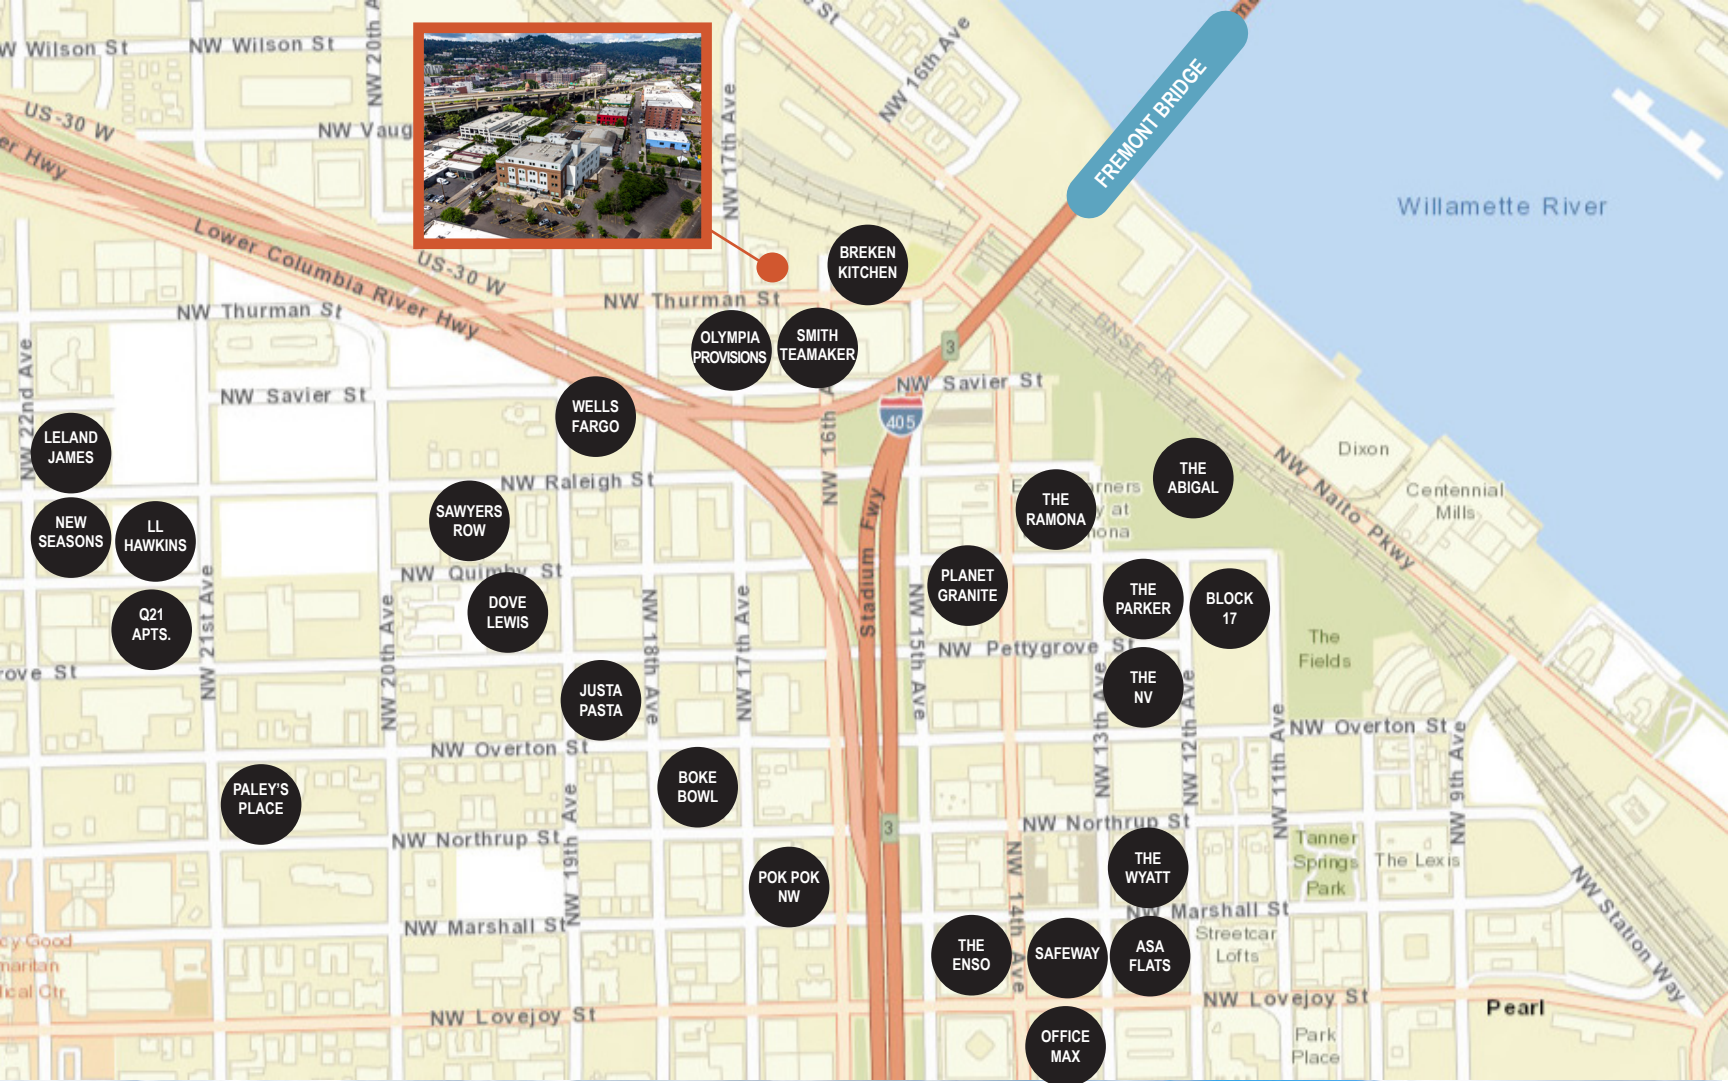 NW Wilson St
NW Wilson St
NW 20th A
e St
NW 16th Ave
US-30 W
er Hwy
NW Vaug
NW 17th Ave
FREMONT BRIDGE
Willamette River
Lower Columbia River Hwy
US-30 W
BREKEN
KITCHEN
NW Thurman St
NW Thurman St
OLYMPIA
PROVISIONS
SMITH
TEAMAKER
3
BNSF RR
NW 22nd Ave
NW Savier St
NW Savier St
WELLS
FARGO
405
NW 16th A
LELAND
JAMES
Dixon
NW Naito Pkwy
Centennial
Mills
THE
ABIGAL
NW Raleigh St
THE
RAMONA
rners
y at
ona
SAWYERS
ROW
NEW
SEASONS
LL
HAWKINS
Stadium Fwy
NW Quimby St
PLANET
GRANITE
THE
PARKER
BLOCK
17
DOVE
LEWIS
Q21
APTS.
NW 21st Ave
NW 20th Ave
NW 18th Ave
NW 17th Ave
NW 15th Ave
NW Pettygrove St
The
Fields
rove St
THE
NV
NW 13th Ave
NW 12th Ave
NW 11th Ave
JUSTA
PASTA
NW Overton St
NW Overton St
NW 9th Ave
BOKE
BOWL
PALEY'S
PLACE
NW 19th Ave
NW Northrup St
NW Northrup St
3
Tanner
Springs
Park
The Lexis
THE
WYATT
NW 14th Ave
POK POK
NW
NW Station Way
NW Marshall St
NW Marshall St
Streetcar
Lofts
cy Good
maritan
ical Ctr
THE
ENSO
SAFEWAY
ASA
FLATS
NW Lovejoy St
NW Lovejoy St
Pearl
OFFICE
MAX
Park
Place